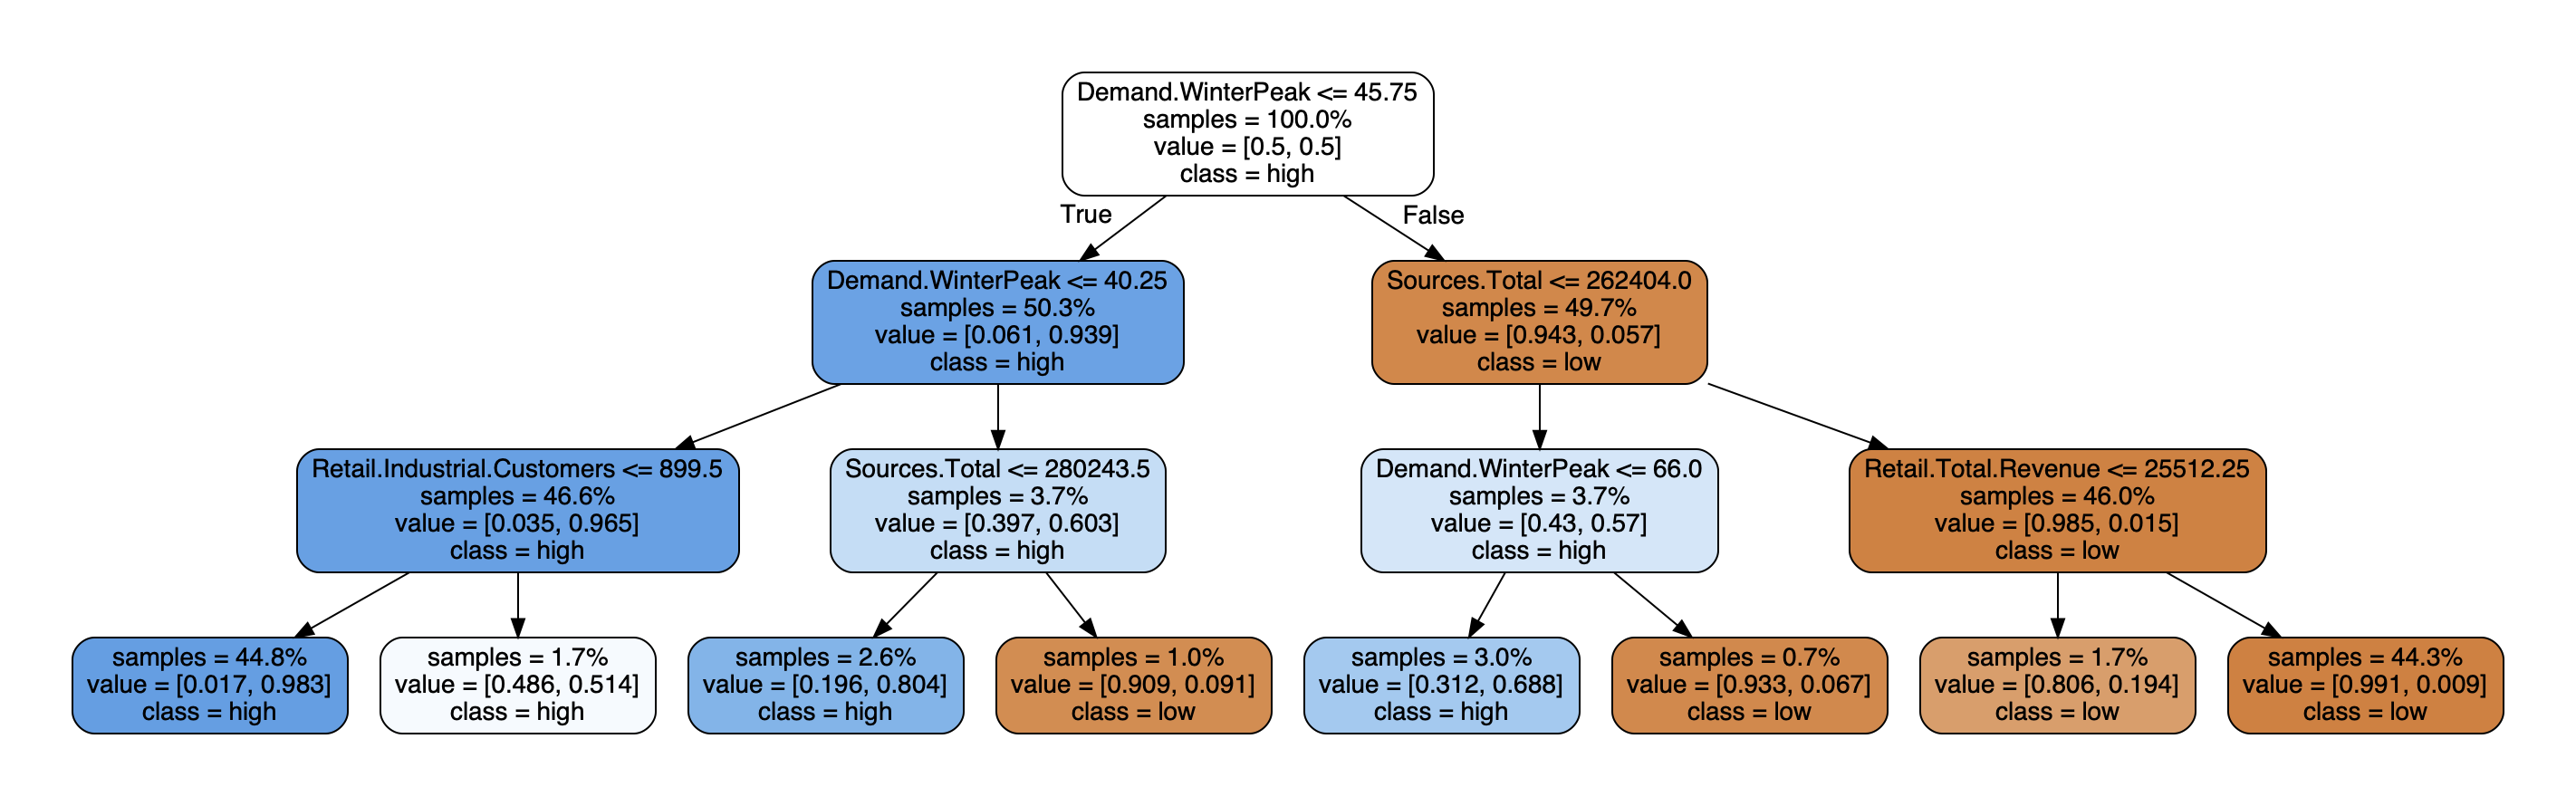 Demand.WinterPeak <= 45.75
samples = 100.0%
value = [0.5, 0.5]
class = high
True
False
Demand.WinterPeak <= 40.25
samples = 50.3%
value = [0.061, 0.939]
class = high
Sources.Total <= 262404.0
samples = 49.7%
value = [0.943, 0.057]
class = low
Retail.Industrial.Customers <= 899.5
samples = 46.6%
value = [0.035, 0.965]
class = high
Sources.Total <= 280243.5
samples = 3.7%
value = [0.397, 0.603]
class = high
Demand.WinterPeak <= 66.0
samples = 3.7%
value = [0.43, 0.57]
class = high
Retail.Total.Revenue <= 25512.25
samples = 46.0%
value = [0.985, 0.015]
class = low
samples = 44.8%
value = [0.017, 0.983]
class = high
samples = 1.7%
value = [0.486, 0.514]
class = high
samples = 2.6%
value = [0.196, 0.804]
class = high
samples = 1.0%
value = [0.909, 0.091]
class = low
samples = 3.0%
value = [0.312, 0.688]
class = high
samples = 0.7%
value = [0.933, 0.067]
class = low
samples = 1.7%
value = [0.806, 0.194]
class = low
samples = 44.3%
value = [0.991, 0.009]
class = low